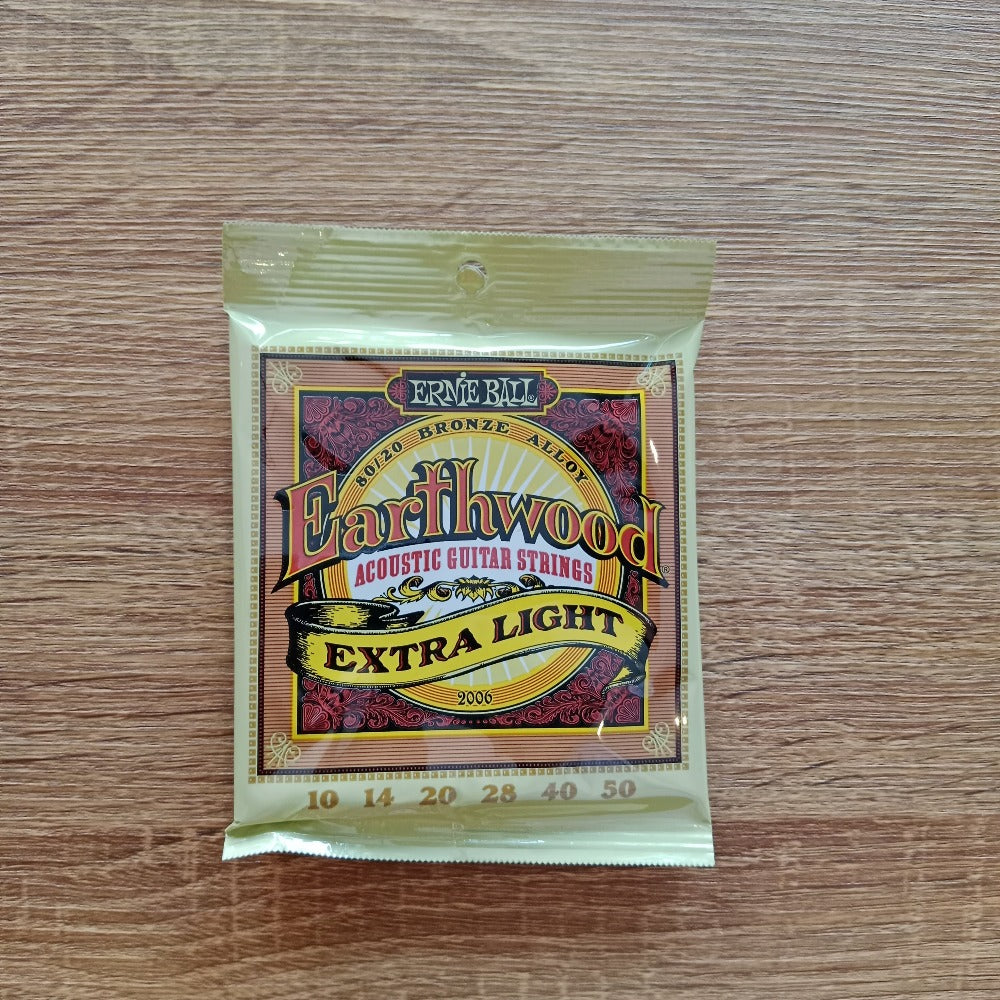 ERNIE BALL®
80/20 BRONZE ALLOY
Earthwood®
ACOUSTIC GUITAR STRINGS
EXTRA LIGHT
2006
10 14 20 28 40 50